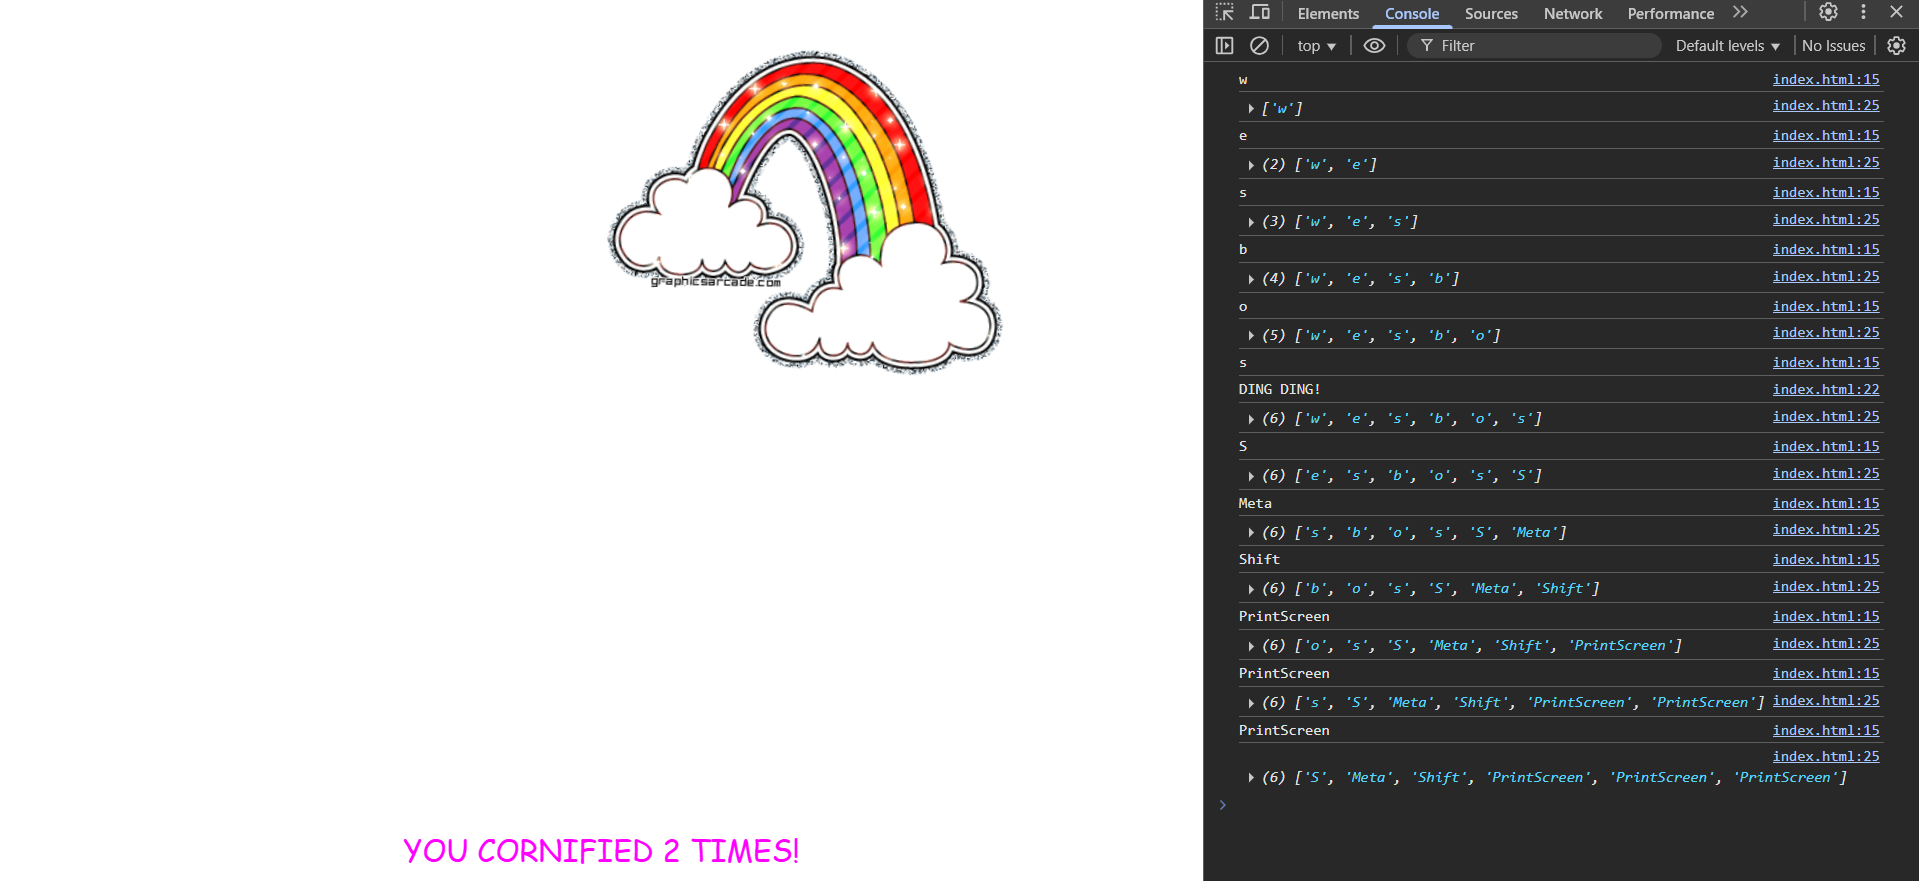 graphicsarcade.com
YOU CORNIFIED 2 TIMES!
Elements Console Sources Network Performance
top Filter Default levels No Issues
w index.html:15
['w'] index.html:25
e index.html:15
(2) ['w', 'e'] index.html:25
s index.html:15
(3) ['w', 'e', 's'] index.html:25
b index.html:15
(4) ['w', 'e', 's', 'b'] index.html:25
o index.html:15
(5) ['w', 'e', 's', 'b', 'o'] index.html:25
s index.html:15
DING DING! index.html:22
(6) ['w', 'e', 's', 'b', 'o', 's'] index.html:25
S index.html:15
(6) ['e', 's', 'b', 'o', 's', 'S'] index.html:25
Meta index.html:15
(6) ['s', 'b', 'o', 's', 'S', 'Meta'] index.html:25
Shift index.html:15
(6) ['b', 'o', 's', 'S', 'Meta', 'Shift'] index.html:25
PrintScreen index.html:15
(6) ['o', 's', 'S', 'Meta', 'Shift', 'PrintScreen'] index.html:25
PrintScreen index.html:15
(6) ['s', 'S', 'Meta', 'Shift', 'PrintScreen', 'PrintScreen'] index.html:25
PrintScreen index.html:15
index.html:25
(6) ['S', 'Meta', 'Shift', 'PrintScreen', 'PrintScreen', 'PrintScreen']